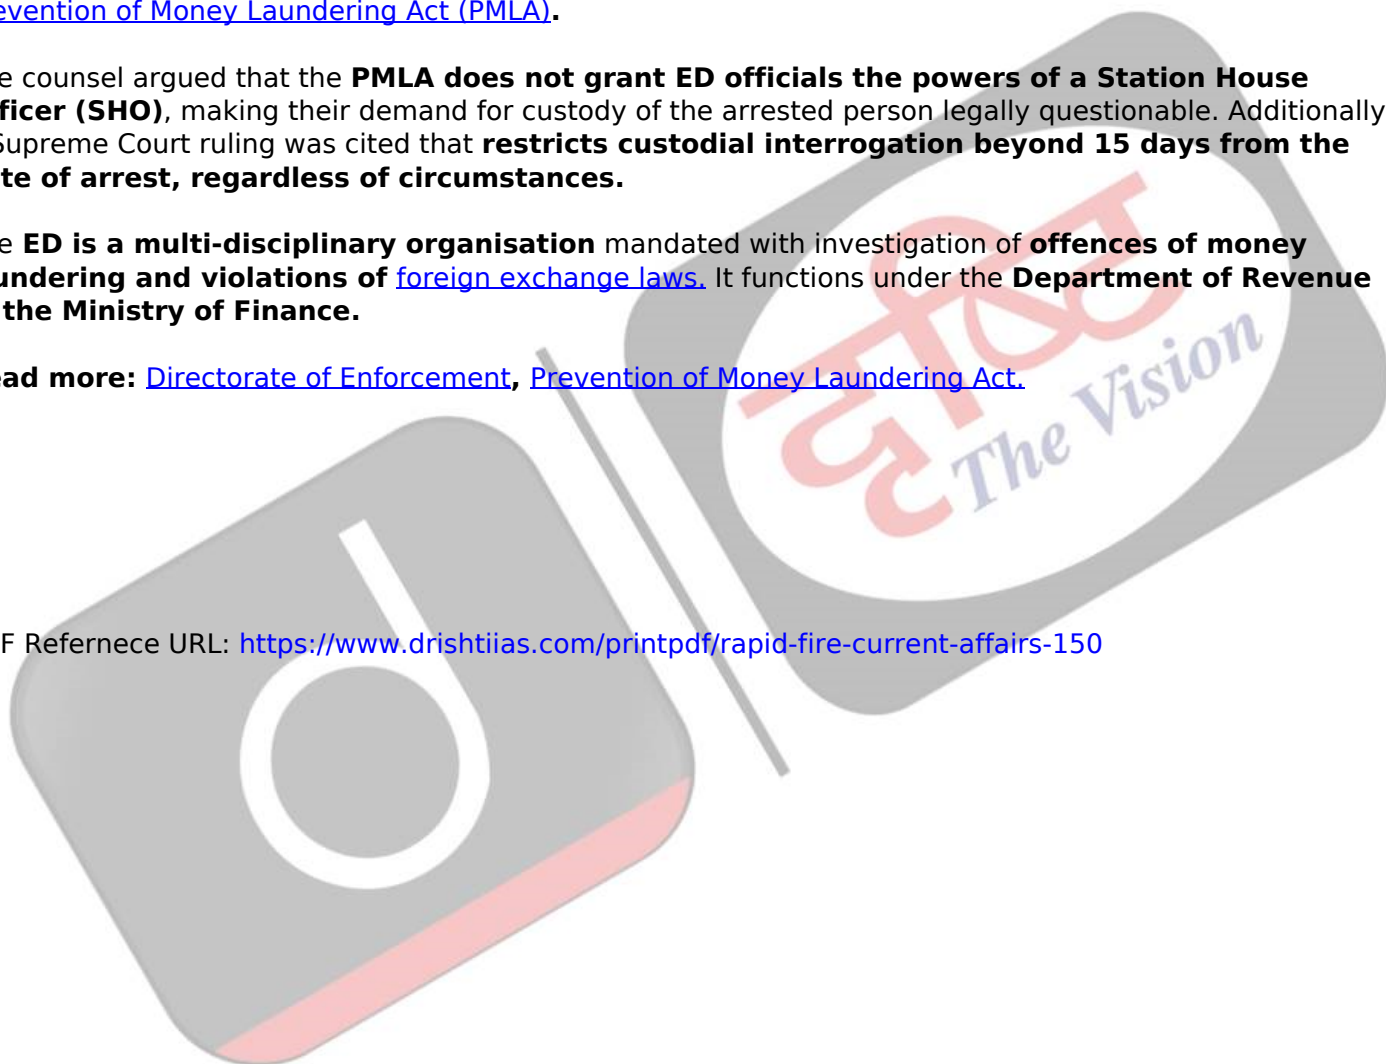 evention of Money Laundering Act (PMLA).
e counsel argued that the PMLA does not grant ED officials the powers of a Station House
ficer (SHO), making their demand for custody of the arrested person legally questionable. Additionally
Supreme Court ruling was cited that restricts custodial interrogation beyond 15 days from the
te of arrest, regardless of circumstances.
e ED is a multi-disciplinary organisation mandated with investigation of offences of money
undering and violations of foreign exchange laws. It functions under the Department of Revenue
the Ministry of Finance.
ead more: Directorate of Enforcement, Prevention of Money Laundering Act.
दृष्टि
The Vision
F Refernece URL: https://www.drishtiias.com/printpdf/rapid-fire-current-affairs-150
d